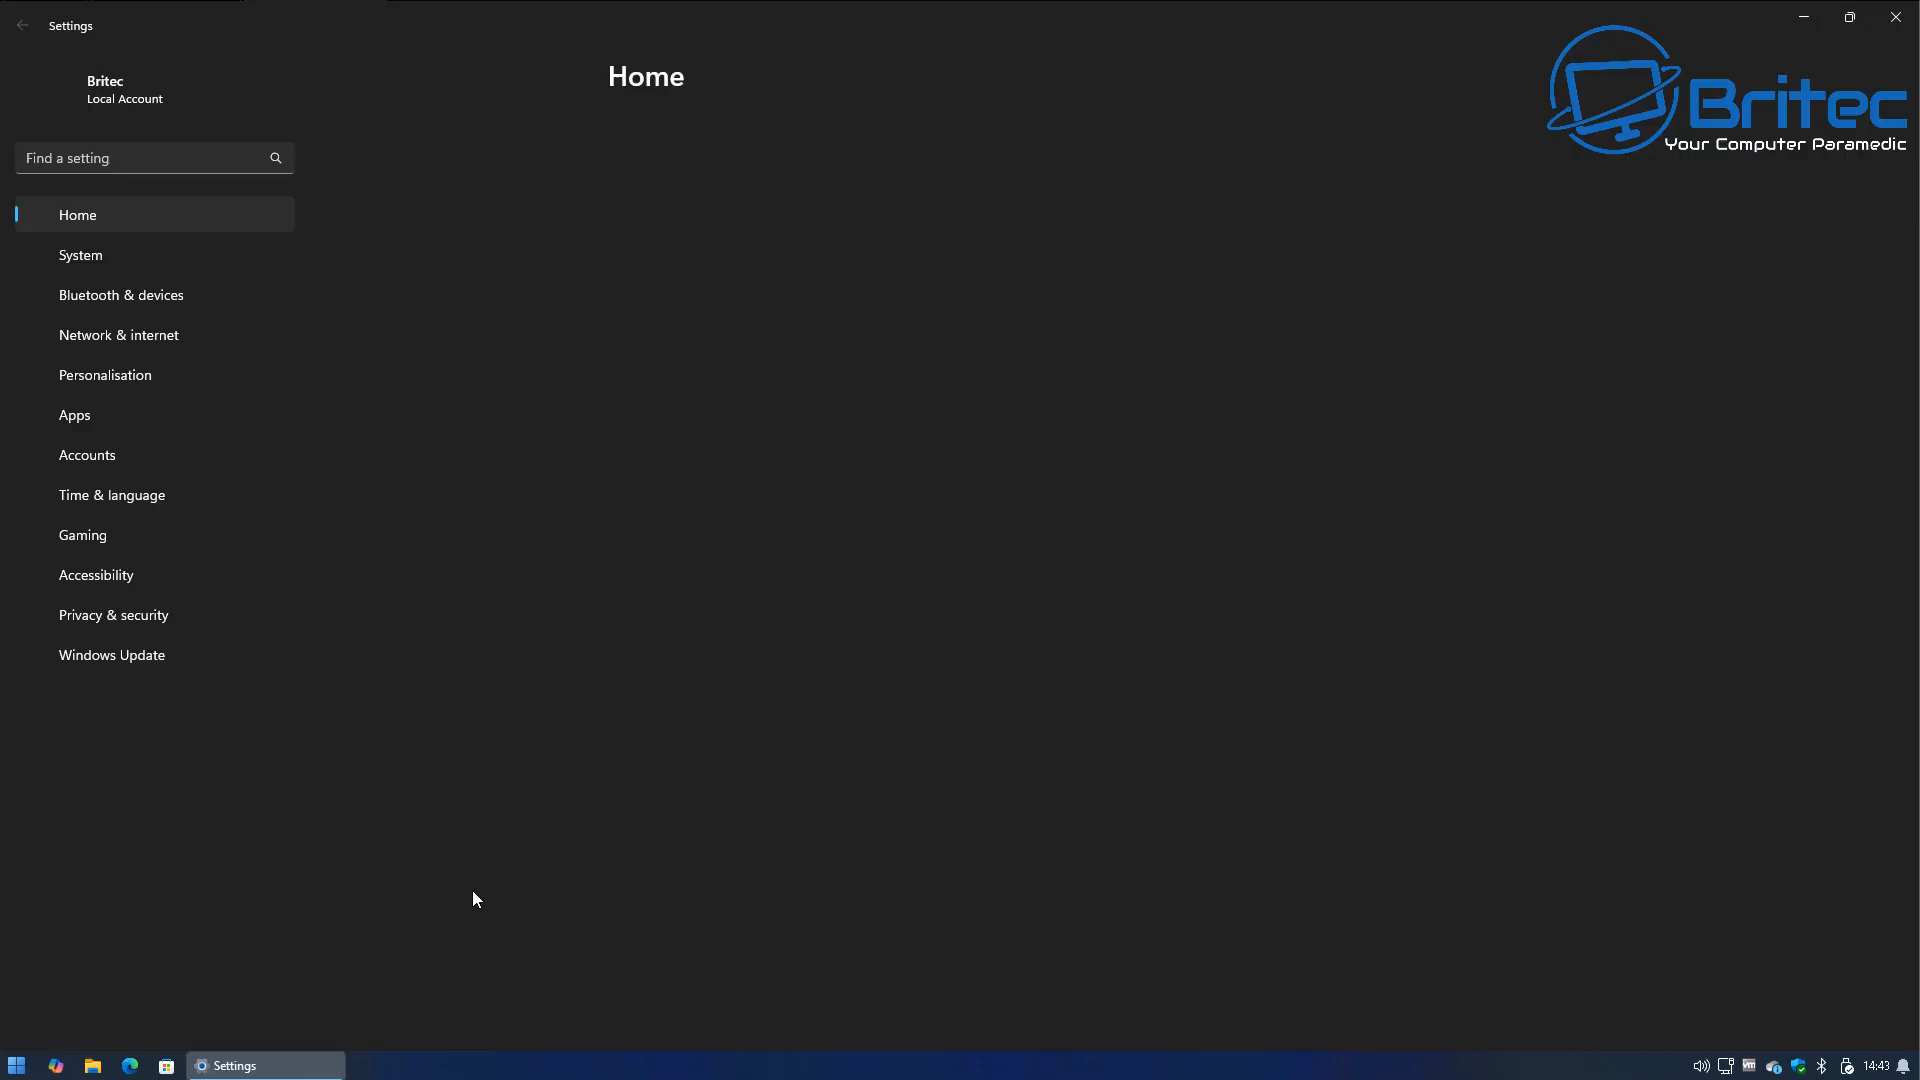 Settings
Britec
Local Account
Find a setting
Home
System
Bluetooth & devices
Network & internet
Personalisation
Apps
Accounts
Time & language
Gaming
Accessibility
Privacy & security
Windows Update
Home
Britec
Your Computer Paramedic
Settings
vm
14:43